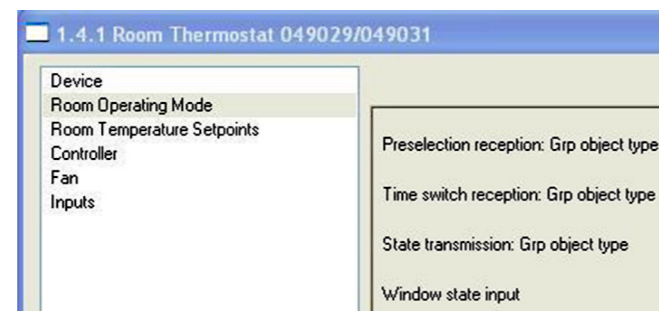 1.4.1 Room Thermostat 049029/049031
Device
Room Operating Mode
Room Temperature Setpoints
Controller
Fan
Inputs
Preselection reception: Grp object type
Time switch reception: Grp object type
State transmission: Grp object type
Window state input